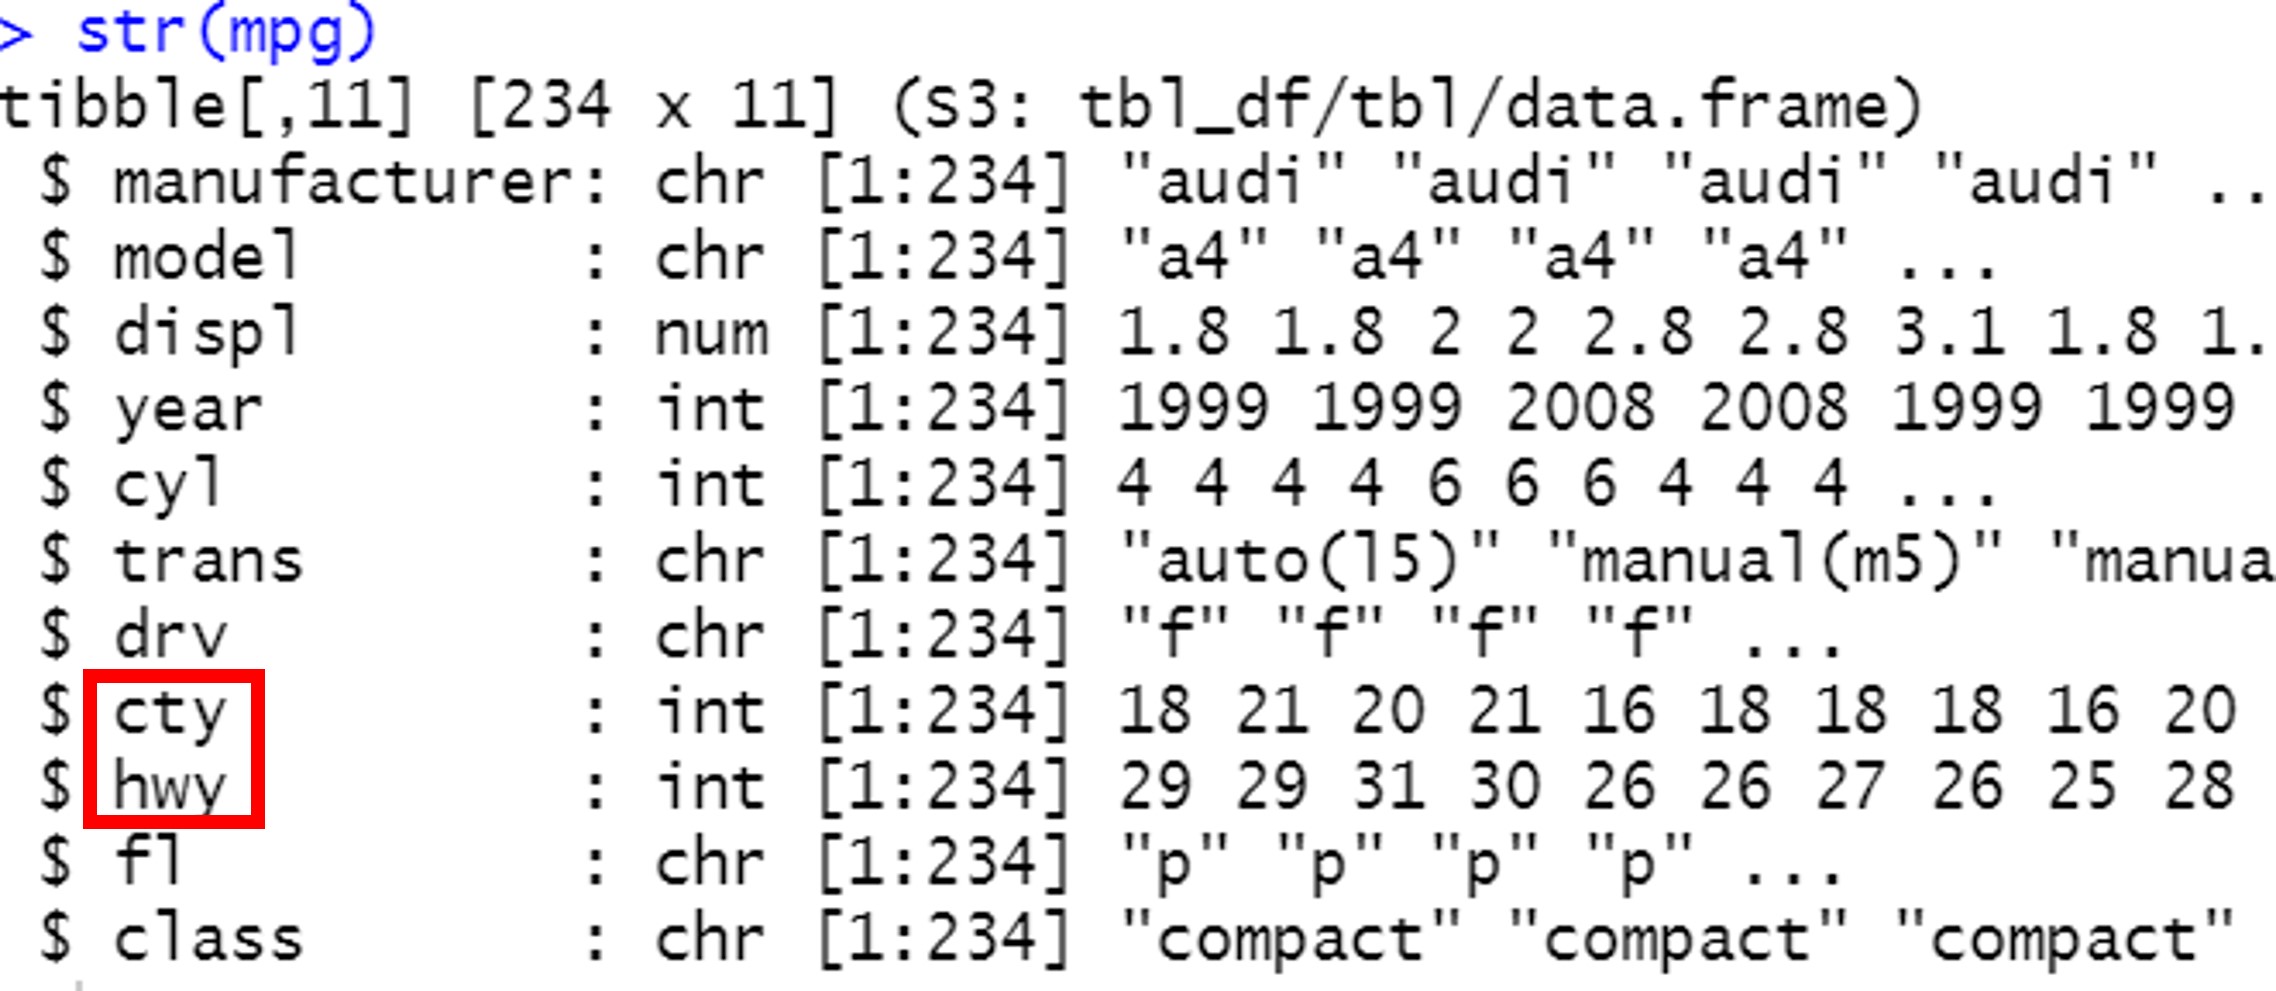 > str(mpg)
tibble[,11] [234 x 11] (S3: tbl_df/tbl/data.frame)
$ manufacturer: chr [1:234] "audi" "audi" "audi" "audi" ..
$ model : chr [1:234] "a4" "a4" "a4" "a4" ...
$ displ : num [1:234] 1.8 1.8 2 2 2.8 2.8 3.1 1.8 1.
$ year : int [1:234] 1999 1999 2008 2008 1999 1999
$ cyl : int [1:234] 4 4 4 4 6 6 6 4 4 4 ...
$ trans : chr [1:234] "auto(l5)" "manual(m5)" "manua
$ drv : chr [1:234] "f" "f" "f" "f" ...
$ cty : int [1:234] 18 21 20 21 16 18 18 18 16 20
$ hwy : int [1:234] 29 29 31 30 26 26 27 26 25 28
$ fl : chr [1:234] "p" "p" "p" "p" ...
$ class : chr [1:234] "compact" "compact" "compact"